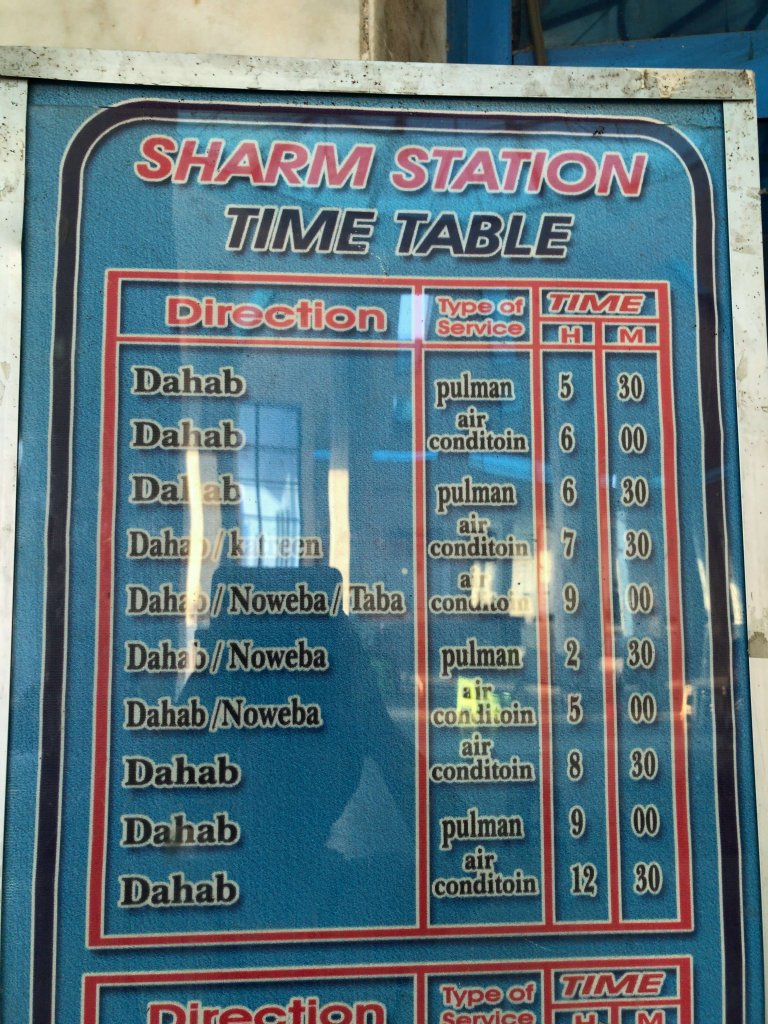 SHARM STATION
TIME TABLE
Direction Type of Service TIME
H M
Dahab pulman 5 30
Dahab air conditoin 6 00
Dahab pulman 6 30
Dahab / katreen air conditoin 7 30
Dahab / Noweba / Taba air conditoin 9 00
Dahab / Noweba pulman 2 30
Dahab /Noweba air conditoin 5 00
Dahab air conditoin 8 30
Dahab pulman 9 00
Dahab air conditoin 12 30
Direction Type of Service TIME
H M